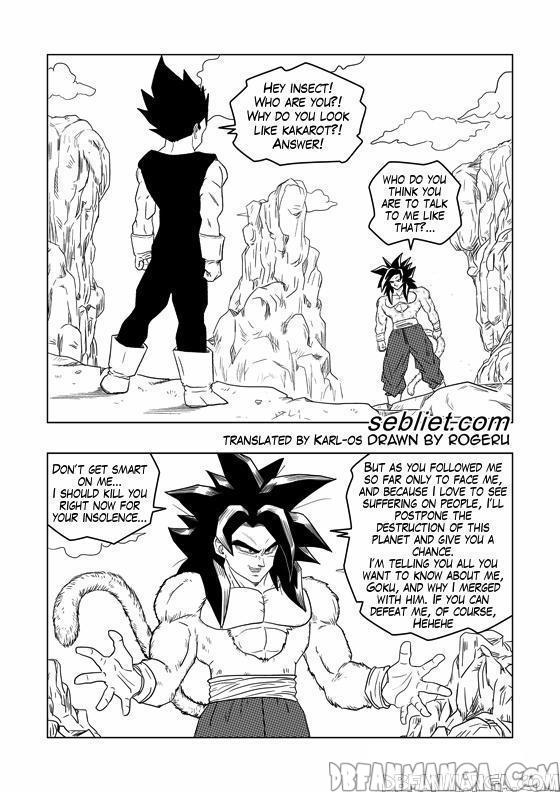 HEY INSECT!
WHO ARE YOU?!
WHY DO YOU LOOK
LIKE KAKAROT?!
ANSWER!
WHO DO YOU
THINK YOU
ARE TO TALK
TO ME LIKE
THAT?...
sebliet.com
TRANSLATED BY KARL-OS DRAWN BY ROGERU
DON'T GET SMART
ON ME...
I SHOULD KILL YOU
RIGHT NOW FOR
YOUR INSOLENCE...
BUT AS YOU FOLLOWED ME
SO FAR ONLY TO FACE ME,
AND BECAUSE I LOVE TO SEE
SUFFERING ON PEOPLE, I'LL
POSTPONE THE
DESTRUCTION OF THIS
PLANET AND GIVE YOU A
CHANCE.
I'M TELLING YOU ALL YOU
WANT TO KNOW ABOUT ME,
GOKU, AND WHY I MERGED
WITH HIM. IF YOU CAN
DEFEAT ME, OF COURSE,
HEHEHE
DBFANMANGA.COM